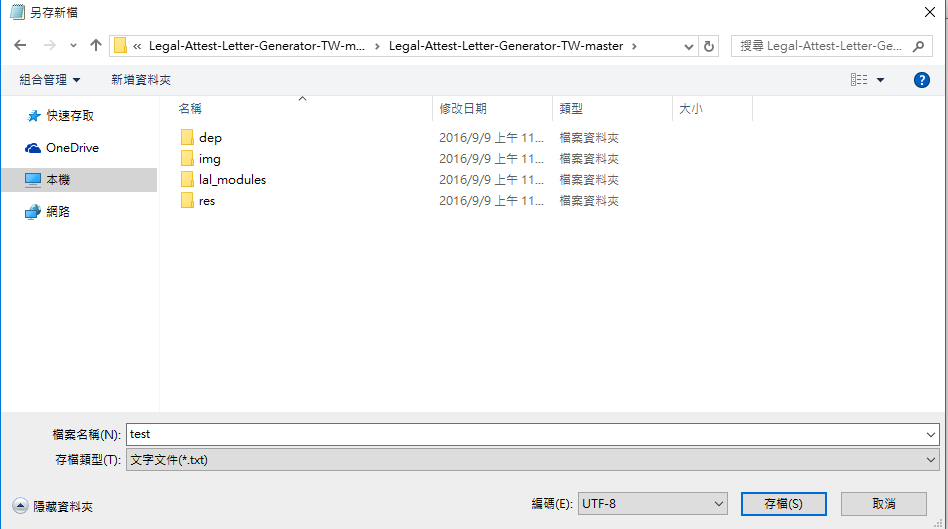 另存新檔
« Legal-Attest-Letter-Generator-TW-m... › Legal-Attest-Letter-Generator-TW-master › 搜尋 Legal-Attest-Letter-Ge...
組合管理 新增資料夾
快速存取
OneDrive
本機
網路
名稱 修改日期 類型 大小
dep 2016/9/9 上午 11... 檔案資料夾
img 2016/9/9 上午 11... 檔案資料夾
lal_modules 2016/9/9 上午 11... 檔案資料夾
res 2016/9/9 上午 11... 檔案資料夾
檔案名稱(N): test
存檔類型(T): 文字文件(*.txt)
隱藏資料夾 編碼(E): UTF-8 存檔(S) 取消